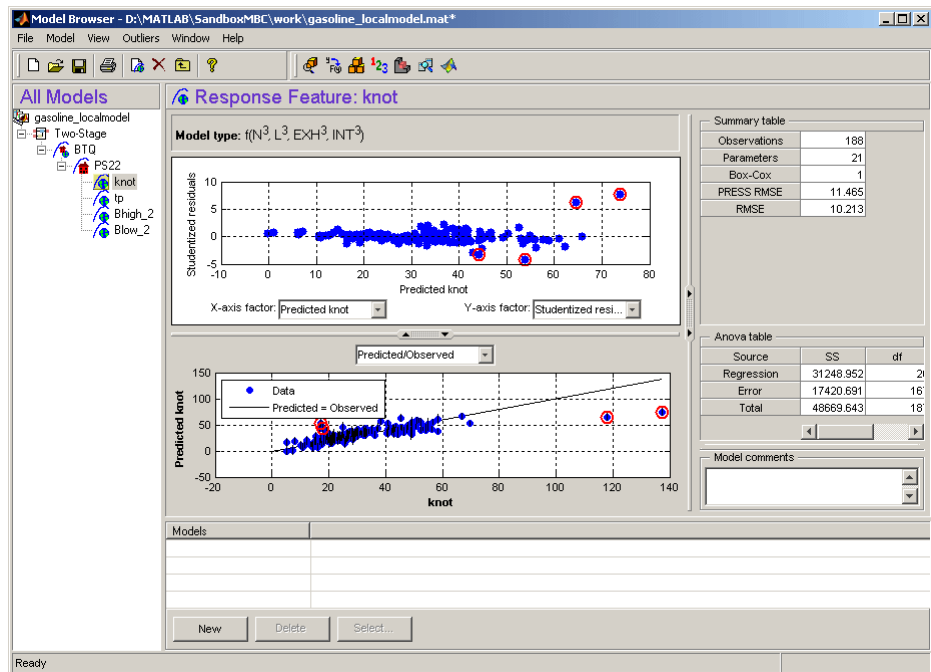 Model Browser - D:\MATLAB\SandboxMBC\work\gasoline_localmodel.mat*
File Model View Outliers Window Help
All Models
gasoline_localmodel
Two-Stage
BTQ
PS22
knot
tp
Bhigh_2
Blow_2
Response Feature: knot
Model type: f(N³, L³, EXH³, INT³)
Studentized residuals
10
5
0
-5
-10 0 10 20 30 40 50 60 70 80
Predicted knot
X-axis factor: Predicted knot Y-axis factor: Studentized resi...
Predicted/Observed
Predicted knot
150
100
50
0
-50
Data
Predicted = Observed
-20 0 20 40 60 80 100 120 140
knot
Summary table
Observations 188
Parameters 21
Box-Cox 1
PRESS RMSE 11.465
RMSE 10.213
Anova table
Source SS df
Regression 31248.952 2
Error 17420.691 16
Total 48669.643 18
Model comments
Models
New Delete Select...
Ready